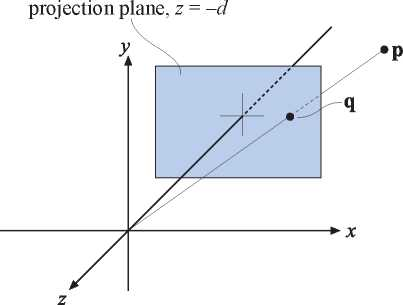 projection plane, z = –d
y
p
q
x
z